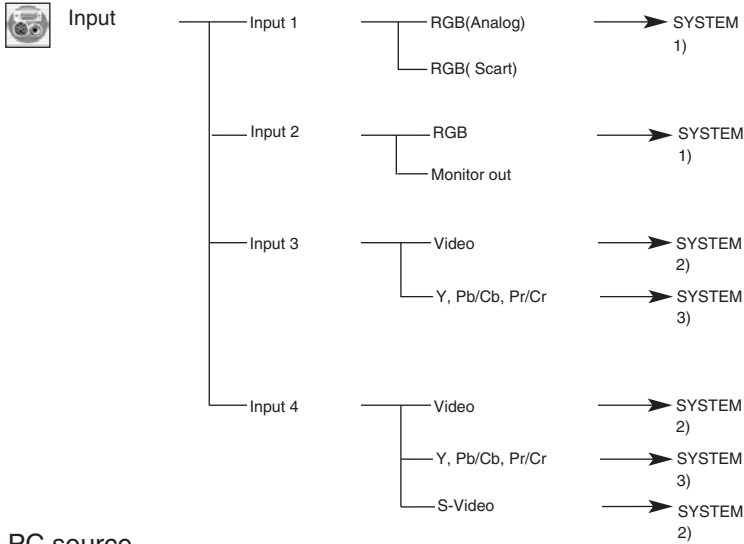 Input
Input 1
RGB(Analog)
SYSTEM
1)
RGB( Scart)
Input 2
RGB
SYSTEM
1)
Monitor out
Input 3
Video
SYSTEM
2)
Y, Pb/Cb, Pr/Cr
SYSTEM
3)
Input 4
Video
SYSTEM
2)
Y, Pb/Cb, Pr/Cr
SYSTEM
3)
S-Video
SYSTEM
2)
PC source